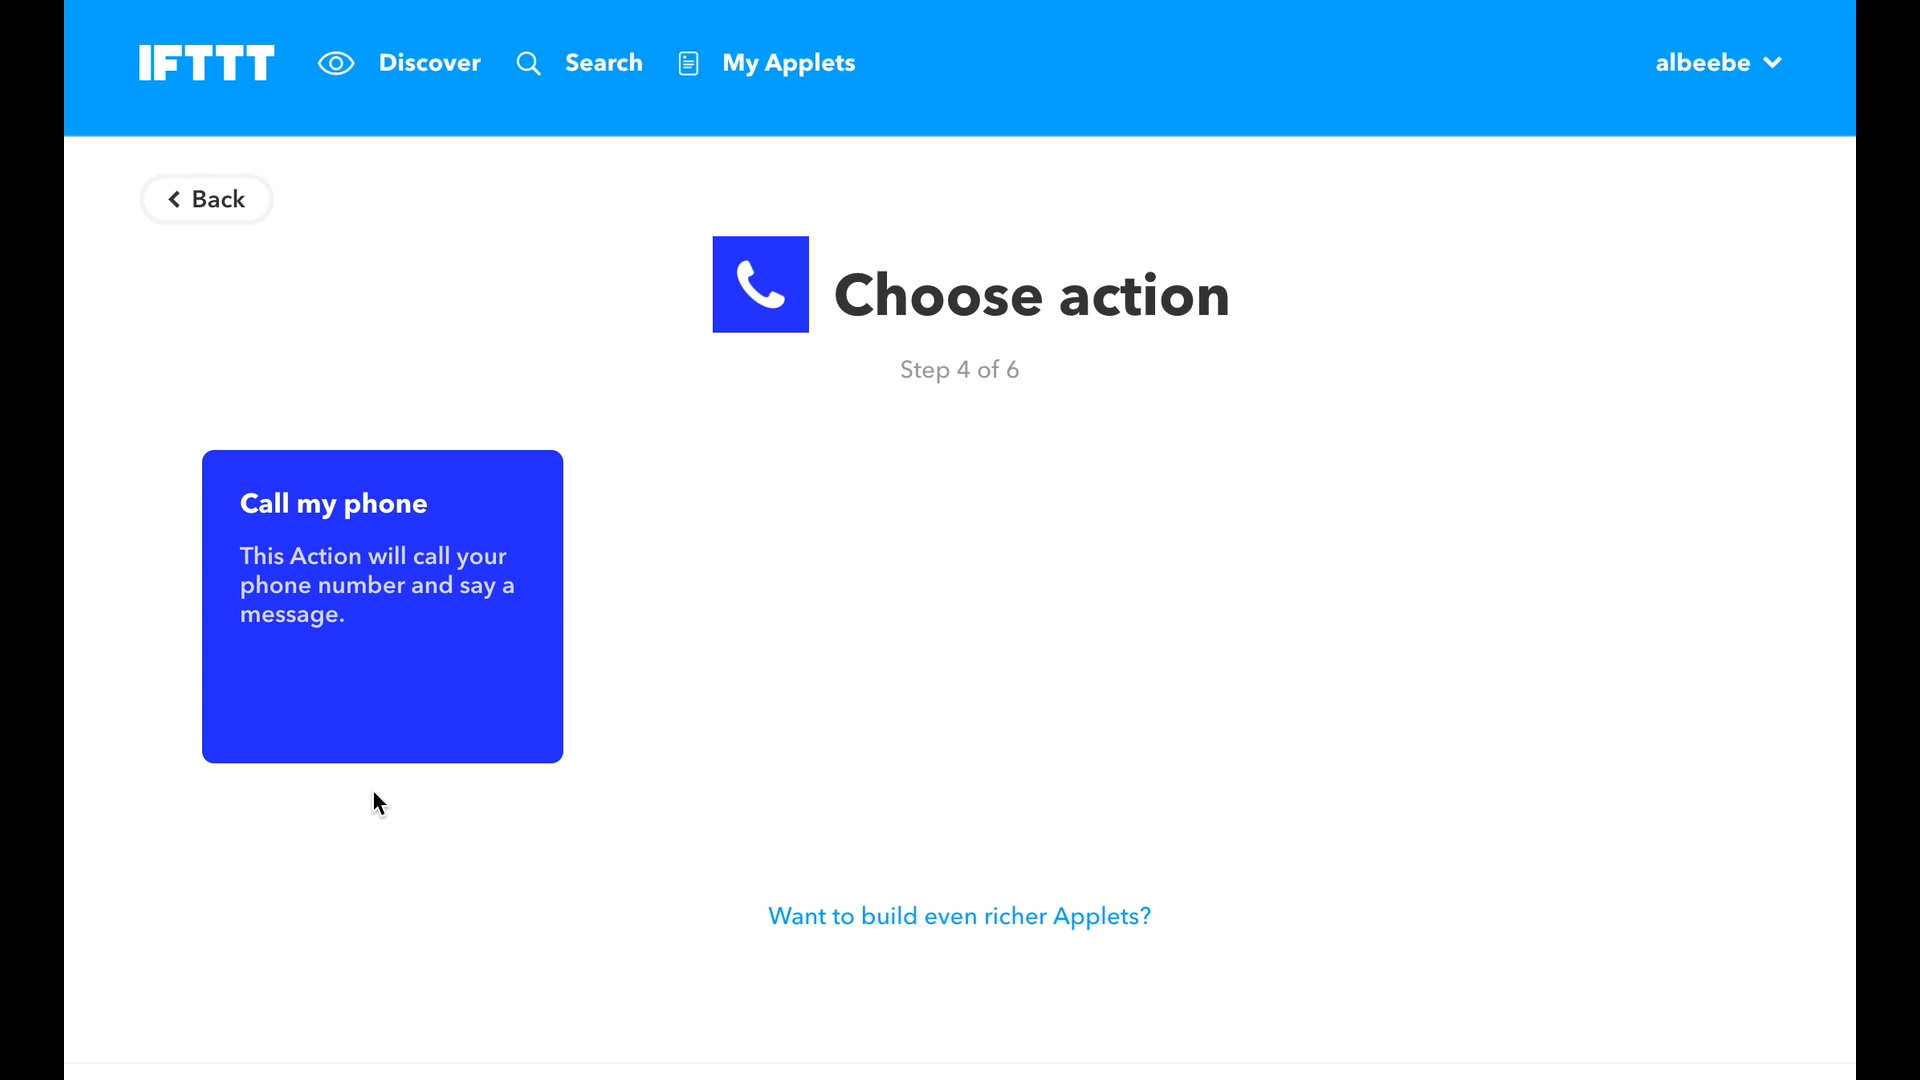 IFTTT Discover Search My Applets albeebe
Back
Choose action
Step 4 of 6
Call my phone
This Action will call your
phone number and say a
message.
Want to build even richer Applets?